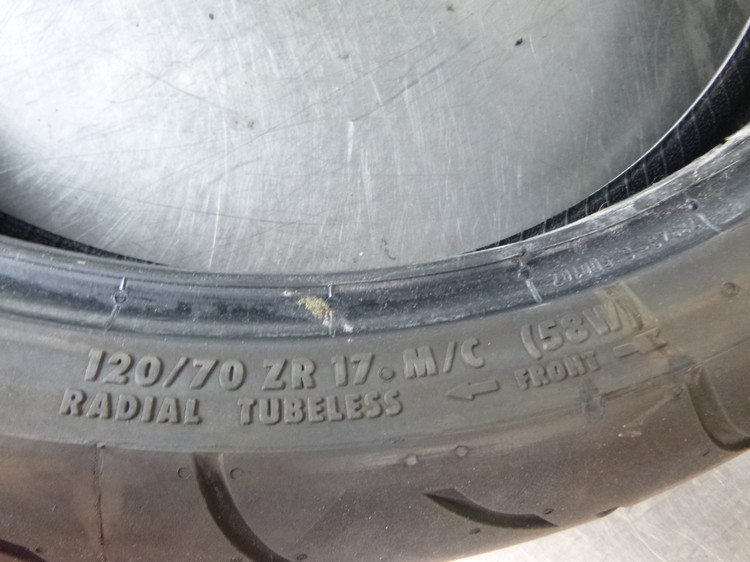 120/70 ZR 17 • M/C (58W)
RADIAL TUBELESS ← FRONT